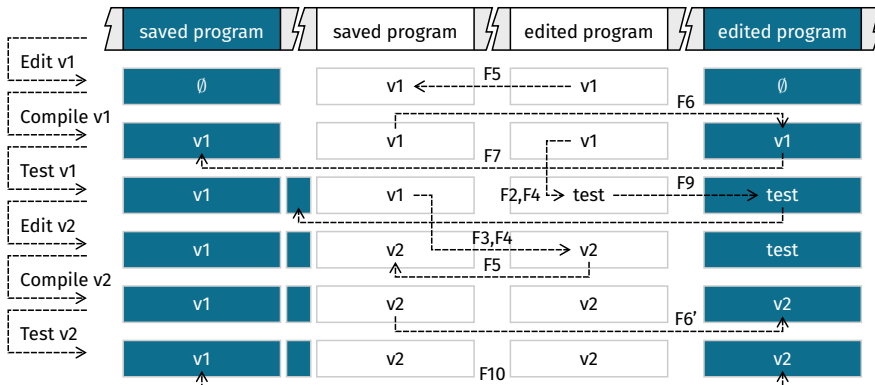 saved program saved program edited program edited program
Edit v1
∅ v1 F5 v1 ∅
Compile v1
F6
v1 v1 v1 v1
F7
Test v1
v1 v1 F2,F4 test F9 test
Edit v2
F3,F4
v1 v2 v2 test
F5
Compile v2
v1 v2 v2 v2
F6’
Test v2
v1 v2 v2 v2
F10